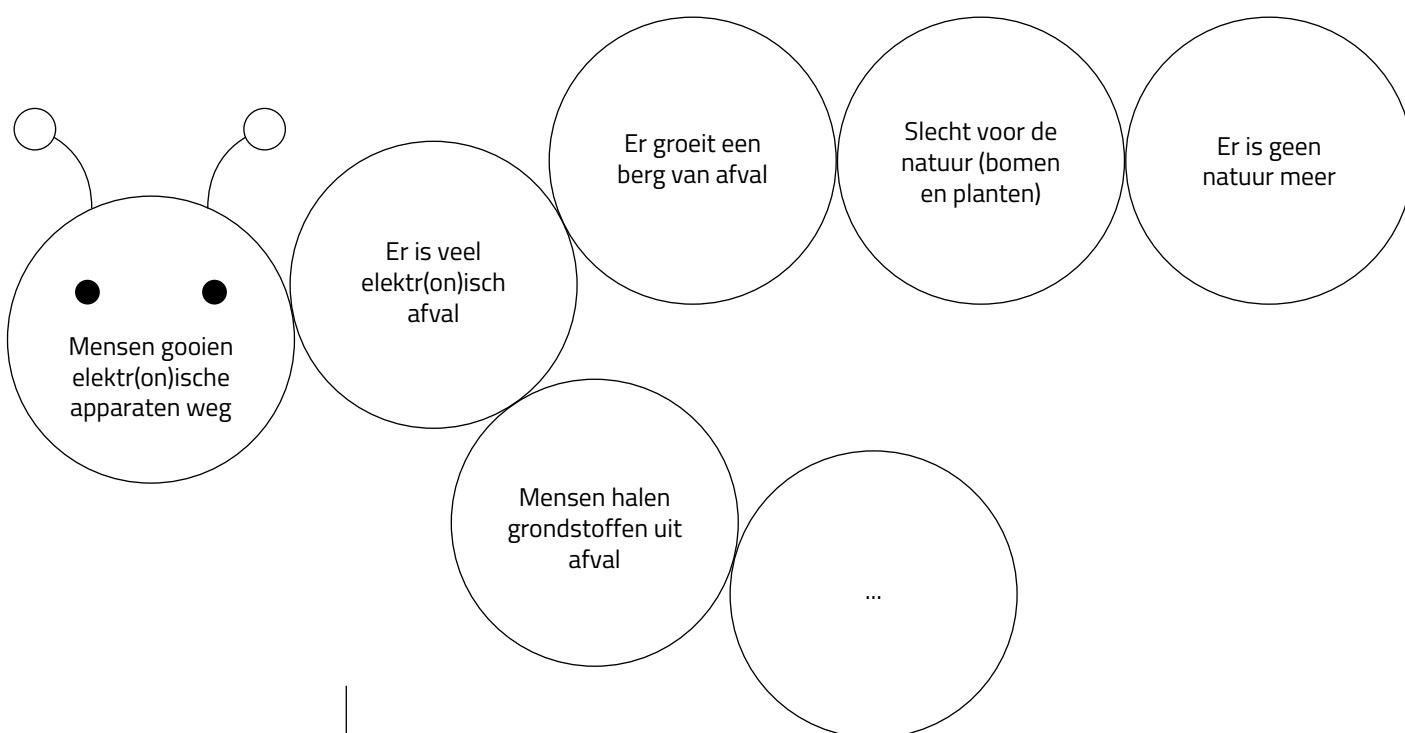 Mensen gooien
elektr(on)ische
apparaten weg
Er is veel
elektr(on)isch
afval
Er groeit een
berg van afval
Slecht voor de
natuur (bomen
en planten)
Er is geen
natuur meer
Mensen halen
grondstoffen uit
afval
...